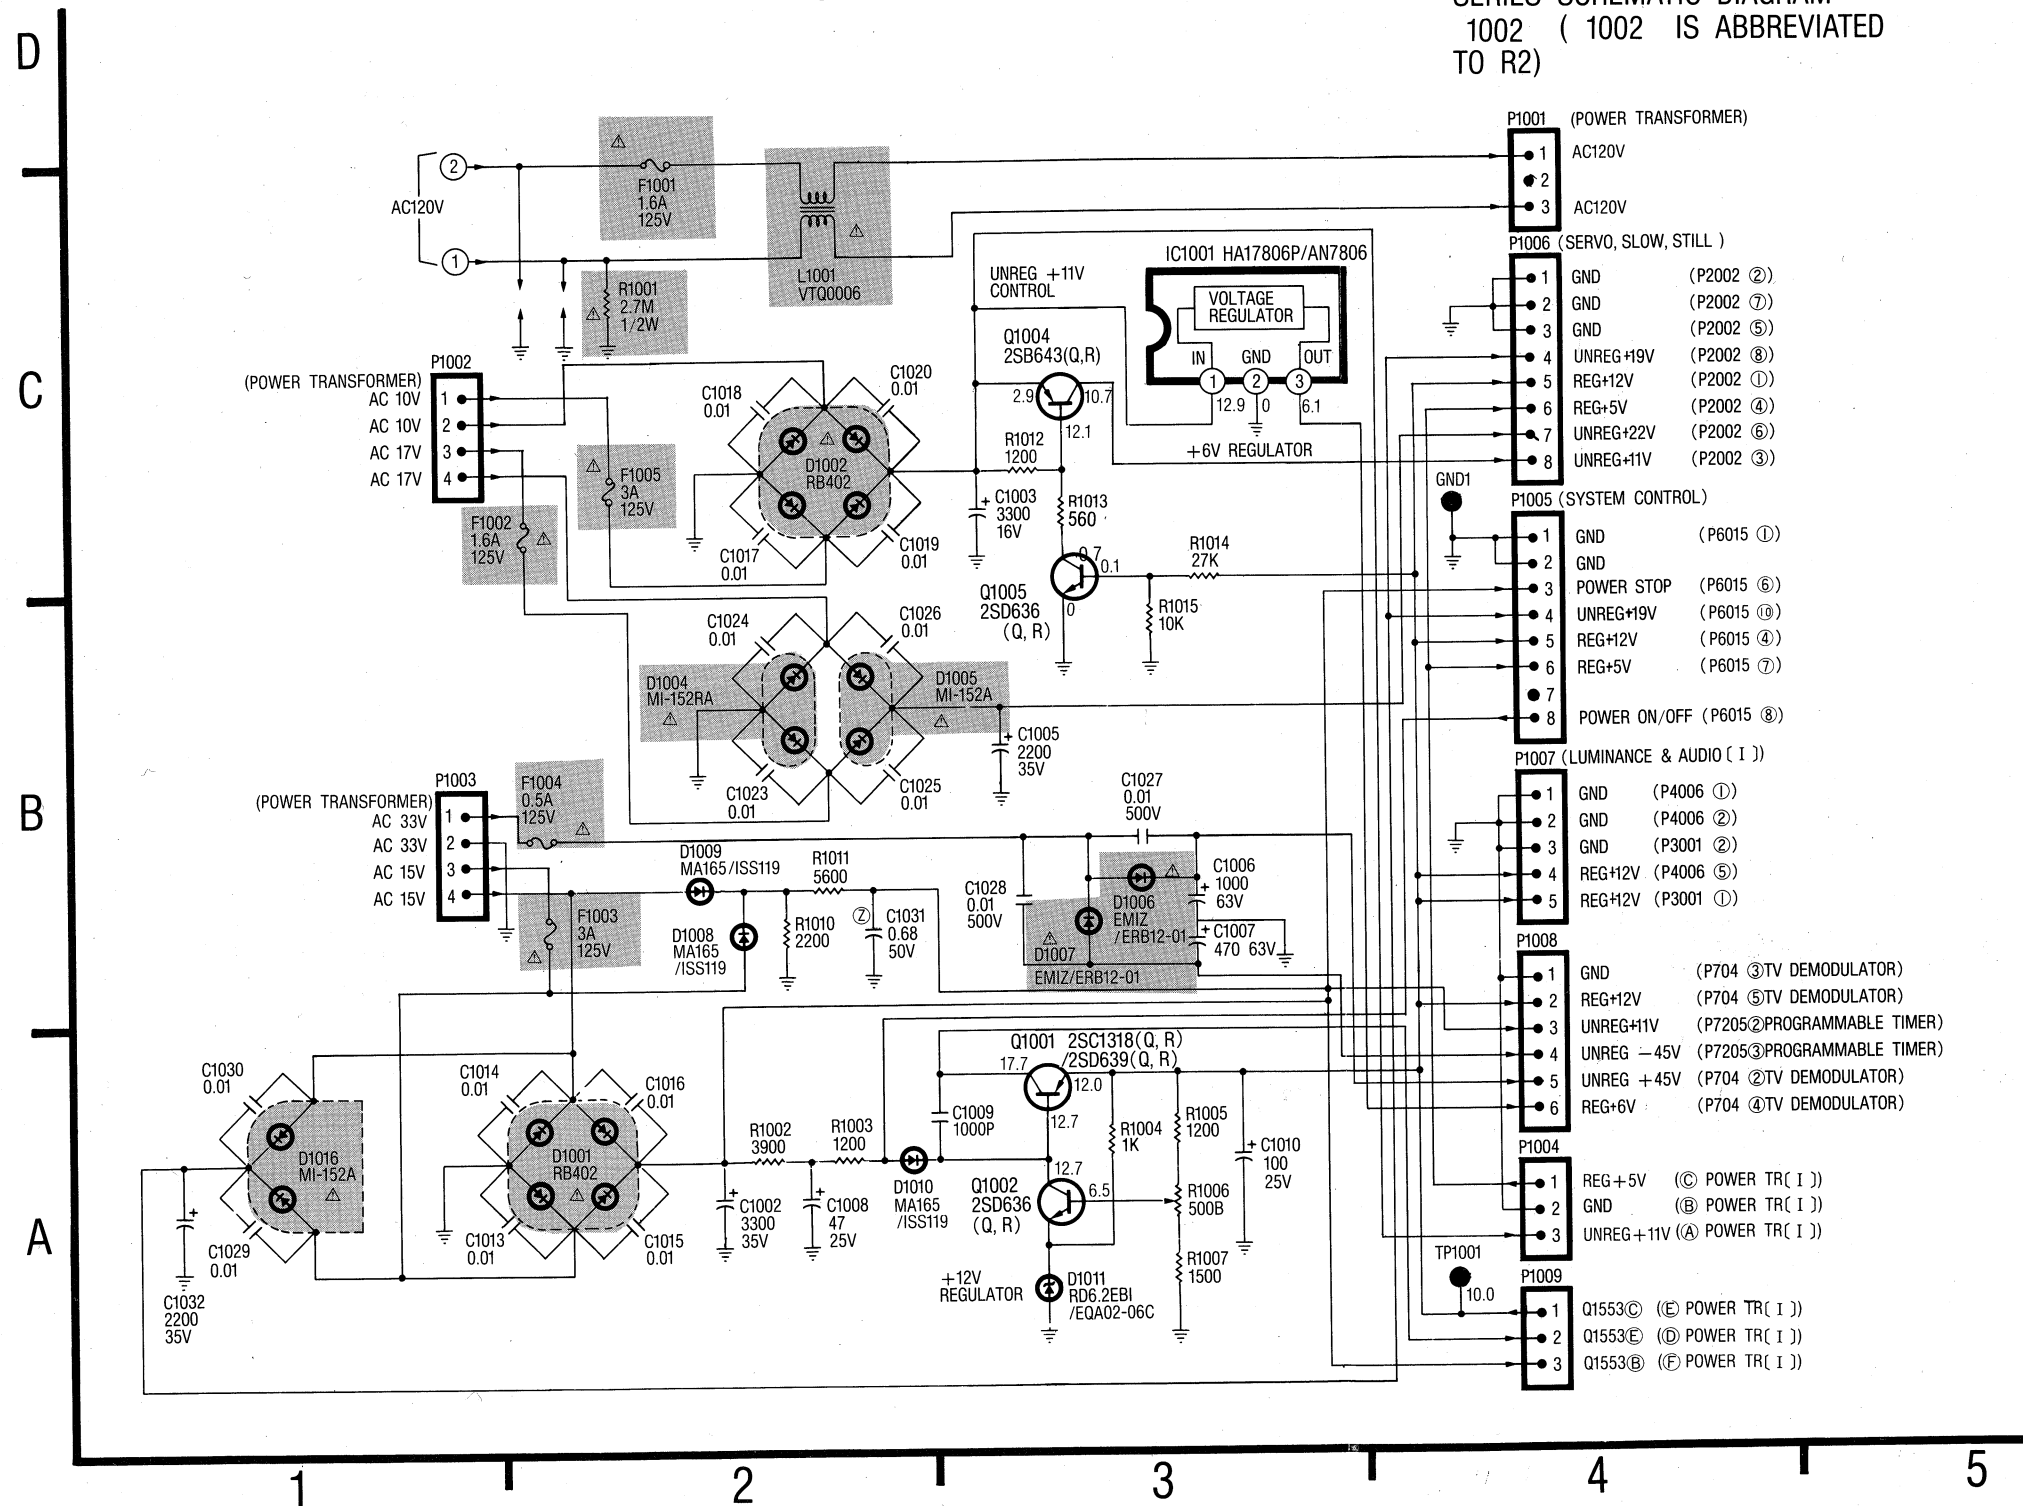 SERIES SCHEMATIC DIAGRAM
1002 ( 1002 IS ABBREVIATED
TO R2)
D
C
B
A
AC120V
2
1
F1001
1.6A
125V
L1001
VTQ0006
R1001
2.7M
1/2W
P1001 (POWER TRANSFORMER)
1 AC120V
2
3 AC120V
UNREG +11V
CONTROL
IC1001 HA17806P/AN7806
VOLTAGE
REGULATOR
IN GND OUT
1 2 3
12.9 0 6.1
+6V REGULATOR
Q1004
2SB643(Q,R)
2.9 10.7
12.1
P1006 (SERVO, SLOW, STILL )
1 GND (P2002 ②)
2 GND (P2002 ⑦)
3 GND (P2002 ⑤)
4 UNREG+19V (P2002 ⑧)
5 REG+12V (P2002 ①)
6 REG+5V (P2002 ④)
7 UNREG+22V (P2002 ⑥)
8 UNREG+11V (P2002 ③)
P1002
(POWER TRANSFORMER)
AC 10V 1
AC 10V 2
AC 17V 3
AC 17V 4
F1002
1.6A
125V
F1005
3A
125V
C1018
0.01
C1020
0.01
D1002
RB402
C1017
0.01
C1019
0.01
R1012
1200
C1003
3300
16V
R1013
560
0.7
0.1
0
Q1005
2SD636
(Q, R)
R1014
27K
R1015
10K
GND1
P1005 (SYSTEM CONTROL)
1 GND (P6015 ①)
2 GND
3 POWER STOP (P6015 ⑥)
4 UNREG+19V (P6015 ⑩)
5 REG+12V (P6015 ④)
6 REG+5V (P6015 ⑦)
7
8 POWER ON/OFF (P6015 ⑧)
C1024
0.01
C1026
0.01
D1004
MI-152RA
D1005
MI-152A
C1023
0.01
C1025
0.01
C1005
2200
35V
P1003
(POWER TRANSFORMER)
AC 33V 1
AC 33V 2
AC 15V 3
AC 15V 4
F1004
0.5A
125V
F1003
3A
125V
D1009
MA165/ISS119
R1011
5600
D1008
MA165
/ISS119
R1010
2200
Ⓩ C1031
0.68
50V
C1027
0.01
500V
C1028
0.01
500V
D1006
EMIZ
/ERB12-01
D1007
EMIZ/ERB12-01
C1006
1000
63V
C1007
470 63V
P1007 (LUMINANCE & AUDIO〔I〕)
1 GND (P4006 ①)
2 GND (P4006 ②)
3 GND (P3001 ②)
4 REG+12V (P4006 ⑤)
5 REG+12V (P3001 ①)
P1008
1 GND (P704 ③TV DEMODULATOR)
2 REG+12V (P704 ⑤TV DEMODULATOR)
3 UNREG+11V (P7205②PROGRAMMABLE TIMER)
4 UNREG −45V (P7205③PROGRAMMABLE TIMER)
5 UNREG +45V (P704 ②TV DEMODULATOR)
6 REG+6V (P704 ④TV DEMODULATOR)
C1030
0.01
D1016
MI-152A
C1029
0.01
C1032
2200
35V
C1014
0.01
C1016
0.01
D1001
RB402
C1013
0.01
C1015
0.01
R1002
3900
R1003
1200
C1002
3300
35V
C1008
47
25V
D1010
MA165
/ISS119
C1009
1000P
Q1001 2SC1318(Q, R)
/2SD639(Q, R)
17.7 12.0
12.7
12.7
6.5
Q1002
2SD636
(Q, R)
R1004
1K
R1005
1200
R1006
500B
R1007
1500
C1010
100
25V
+12V
REGULATOR
D1011
RD6.2EBI
/EQA02-06C
P1004
1 REG+5V (Ⓒ POWER TR〔I〕)
2 GND (Ⓑ POWER TR〔I〕)
3 UNREG+11V (Ⓐ POWER TR〔I〕)
TP1001
10.0
P1009
1 Q1553Ⓒ (Ⓔ POWER TR〔I〕)
2 Q1553Ⓔ (Ⓓ POWER TR〔I〕)
3 Q1553Ⓑ (Ⓕ POWER TR〔I〕)
1 2 3 4 5